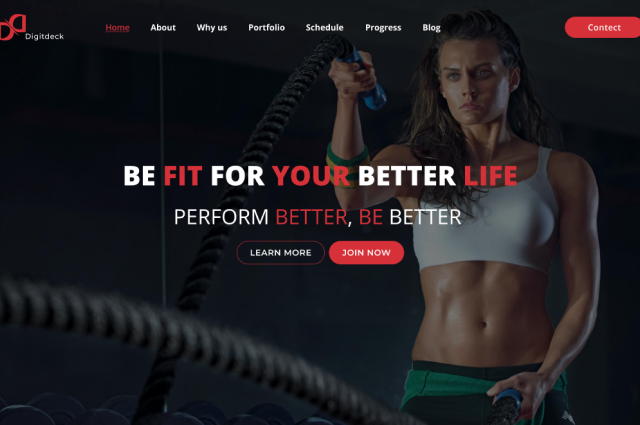 Digitdeck
Home About Why us Portfolio Schedule Progress Blog
Contect
BE FIT FOR YOUR BETTER LIFE
PERFORM BETTER, BE BETTER
LEARN MORE JOIN NOW